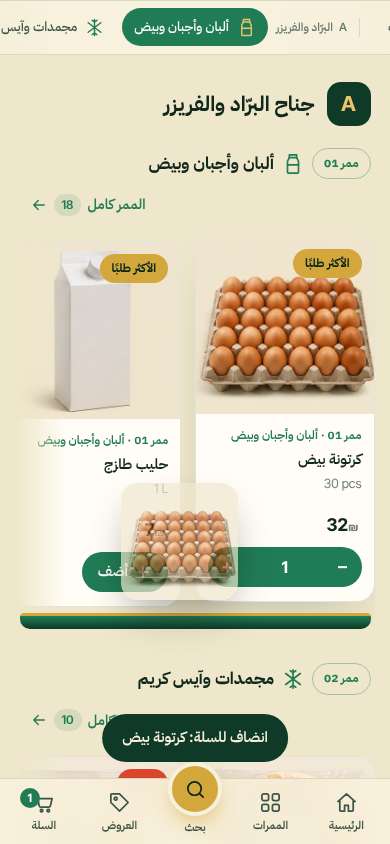 A البرّاد والفريزر
ألبان وأجبان وبيض
مجمدات وآيس
A
جناح البرّاد والفريزر
ممر 01
ألبان وأجبان وبيض
الممر كامل 18 ←
الأكثر طلبًا
ممر 01 · ألبان وأجبان وبيض
كرتونة بيض
30 pcs
₪32
− 1
الأكثر طلبًا
ممر 01 · ألبان وأجبان وبيض
حليب طازج
1 L
أضف
ممر 02
مجمدات وآيس كريم
كامل 10 ←
انضاف للسلة: كرتونة بيض
الرئيسية
الممرات
بحث
العروض
السلة
1